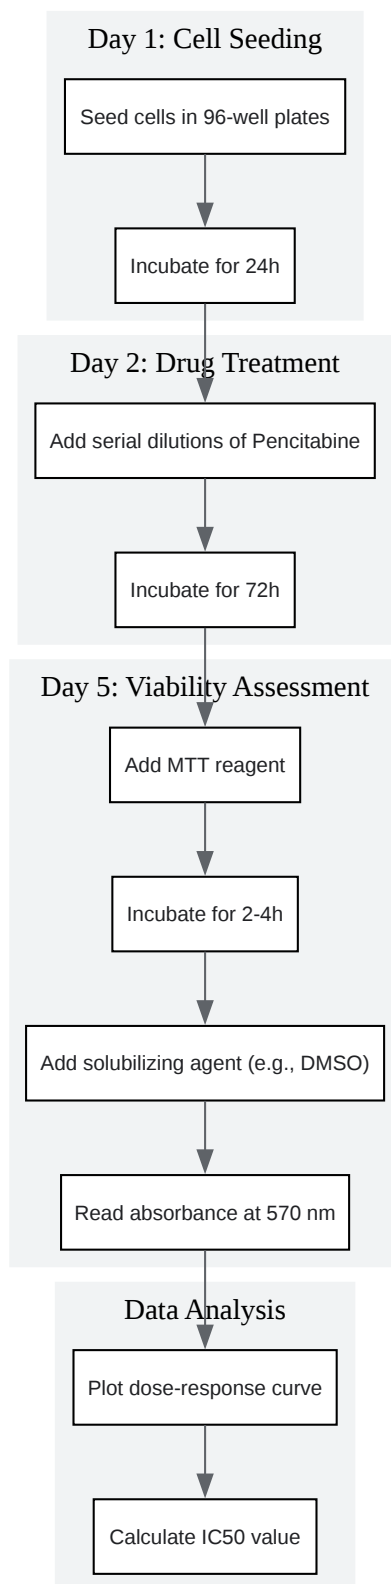 Day 1: Cell Seeding
Seed cells in 96-well plates
Incubate for 24h
Day 2: Drug Treatment
Add serial dilutions of Pencitabine
Incubate for 72h
Day 5: Viability Assessment
Add MTT reagent
Incubate for 2-4h
Add solubilizing agent (e.g., DMSO)
Read absorbance at 570 nm
Data Analysis
Plot dose-response curve
Calculate IC50 value